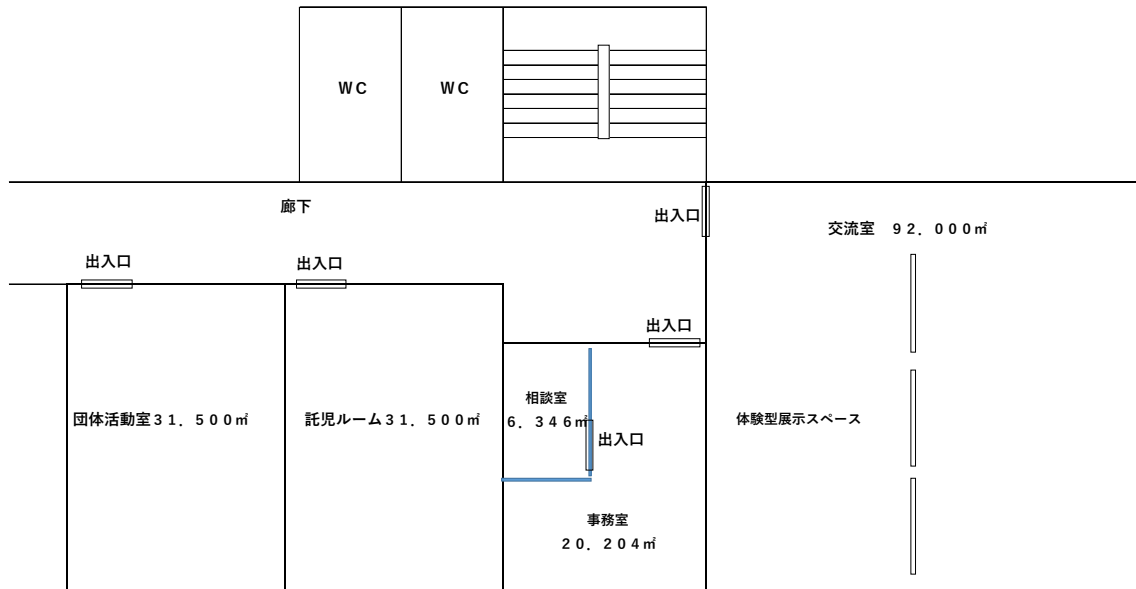 ＷＣ
ＷＣ
廊下
出入口
交流室　９２．０００㎡
出入口
出入口
出入口
団体活動室３１．５００㎡
託児ルーム３１．５００㎡
相談室
６．３４６㎡
出入口
体験型展示スペース
事務室
２０．２０４㎡